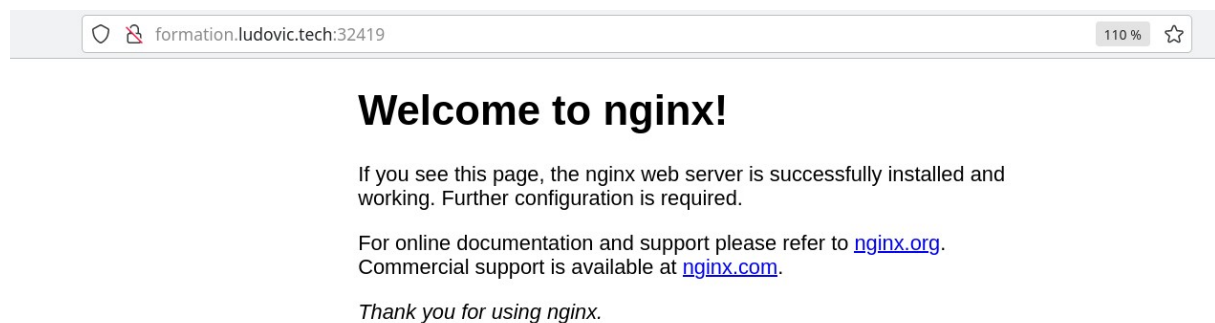 formation.ludovic.tech:32419
110 %
Welcome to nginx!
If you see this page, the nginx web server is successfully installed and
working. Further configuration is required.
For online documentation and support please refer to nginx.org.
Commercial support is available at nginx.com.
Thank you for using nginx.